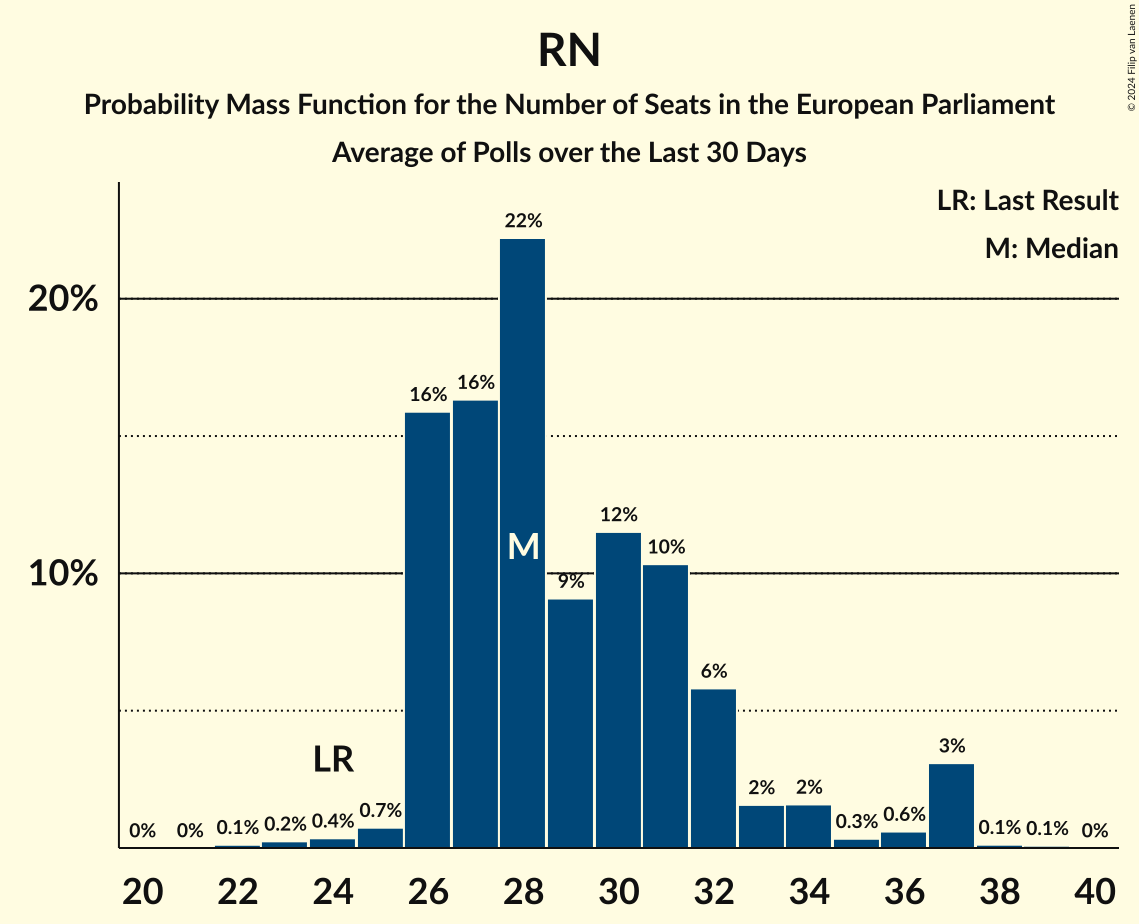 RN
Probability Mass Function for the Number of Seats in the European Parliament
Average of Polls over the Last 30 Days
© 2024 Filip van Laenen
LR: Last Result
M: Median
20%
10%
0% 0% 0.1% 0.2% 0.4% 0.7% 16% 16% 22% 9% 12% 10% 6% 2% 2% 0.3% 0.6% 3% 0.1% 0.1% 0%
LR
M
20 22 24 26 28 30 32 34 36 38 40